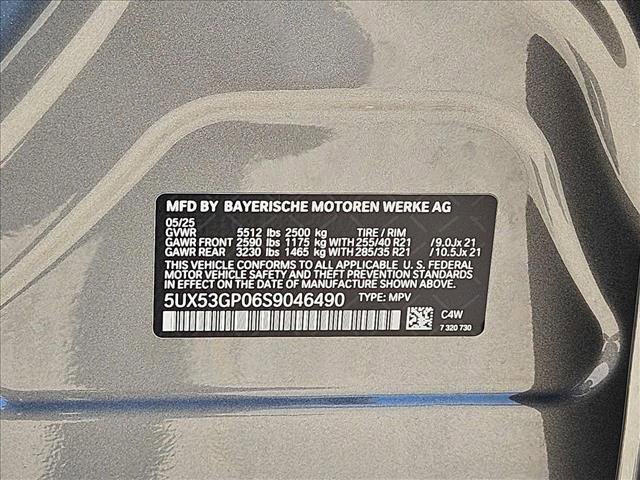 MFD BY BAYERISCHE MOTOREN WERKE AG
05/25
GVWR 5512 lbs 2500 kg TIRE / RIM
GAWR FRONT 2590 lbs 1175 kg WITH 255/40 R21 /9.0Jx 21
GAWR REAR 3230 lbs 1465 kg WITH 285/35 R21 /10.5Jx 21
THIS VEHICLE CONFORMS TO ALL APPLICABLE U.S. FEDERAL
MOTOR VEHICLE SAFETY AND THEFT PREVENTION STANDARDS
IN EFFECT ON THE DATE OF MANUFACTURE SHOWN ABOVE.
5UX53GP06S9046490 TYPE: MPV
C4W
7 320 730